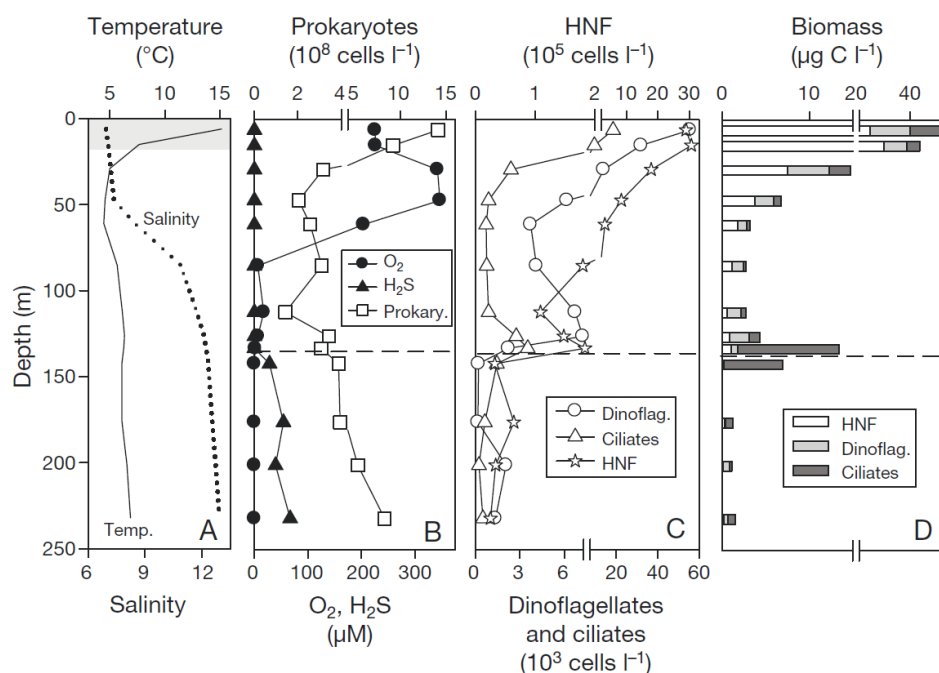 Temperature
(°C)
Prokaryotes
(10⁸ cells l⁻¹)
HNF
(10⁵ cells l⁻¹)
Biomass
(µg C l⁻¹)
5 10 15
0 2 4 5 10 15
0 1 2 10 20 30
0 10 20 40
0
50
100
150
200
250
Depth (m)
Salinity
Temp.
A
O₂
H₂S
Prokary.
B
Dinoflag.
Ciliates
HNF
C
HNF
Dinoflag.
Ciliates
D
6 9 12
0 100 200 300
0 3 6 20 40 60
Salinity
O₂, H₂S
(µM)
Dinoflagellates
and ciliates
(10³ cells l⁻¹)